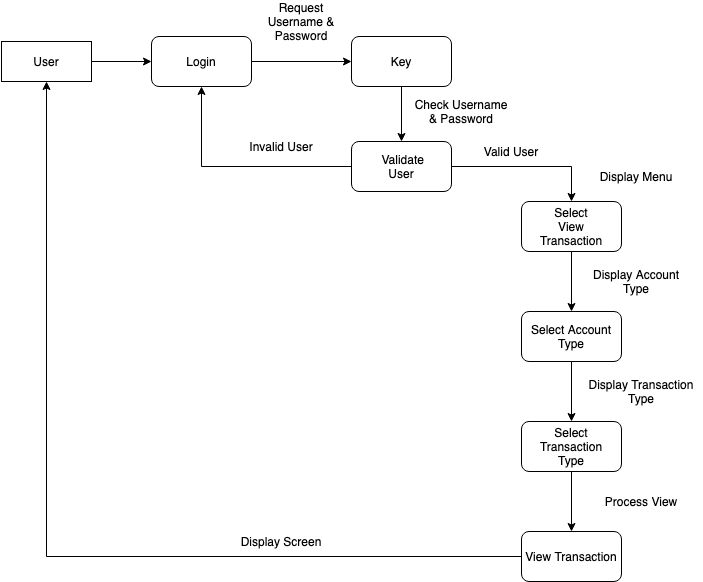 Request
Username &
Password
User
Login
Key
Check Username
& Password
Invalid User
Validate
User
Valid User
Display Menu
Select
View
Transaction
Display Account
Type
Select Account
Type
Display Transaction
Type
Select
Transaction
Type
Process View
Display Screen
View Transaction